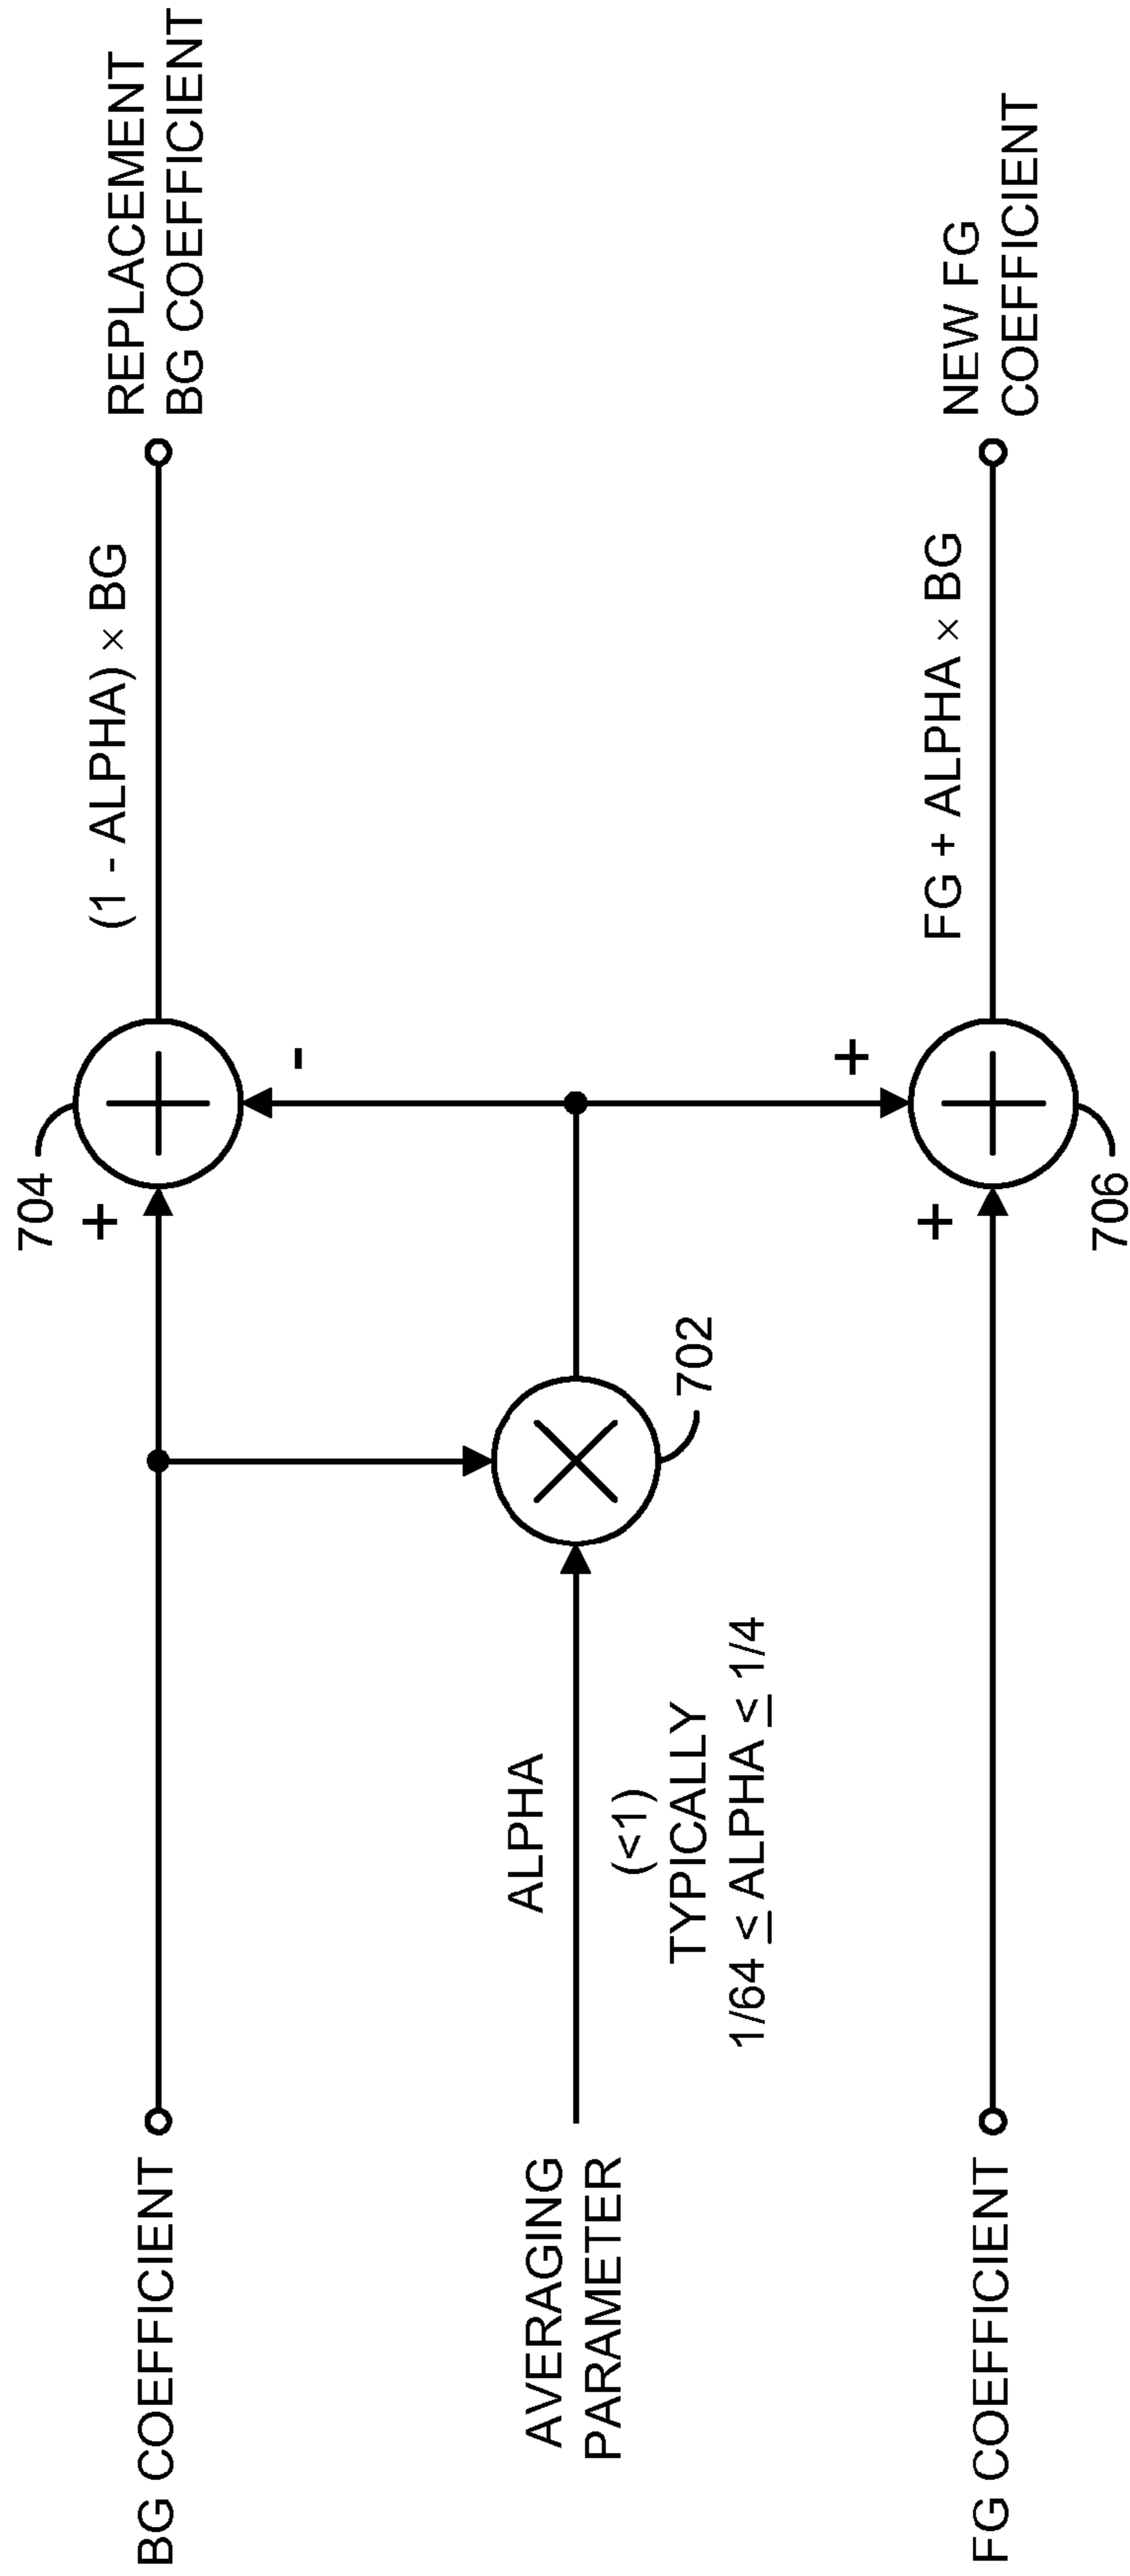 BG COEFFICIENT
704
+
-
(1 - ALPHA) × BG
REPLACEMENT
BG COEFFICIENT
AVERAGING
PARAMETER
ALPHA
(<1)
TYPICALLY
1/64 ≤ ALPHA ≤ 1/4
702
FG COEFFICIENT
+
+
706
FG + ALPHA × BG
NEW FG
COEFFICIENT